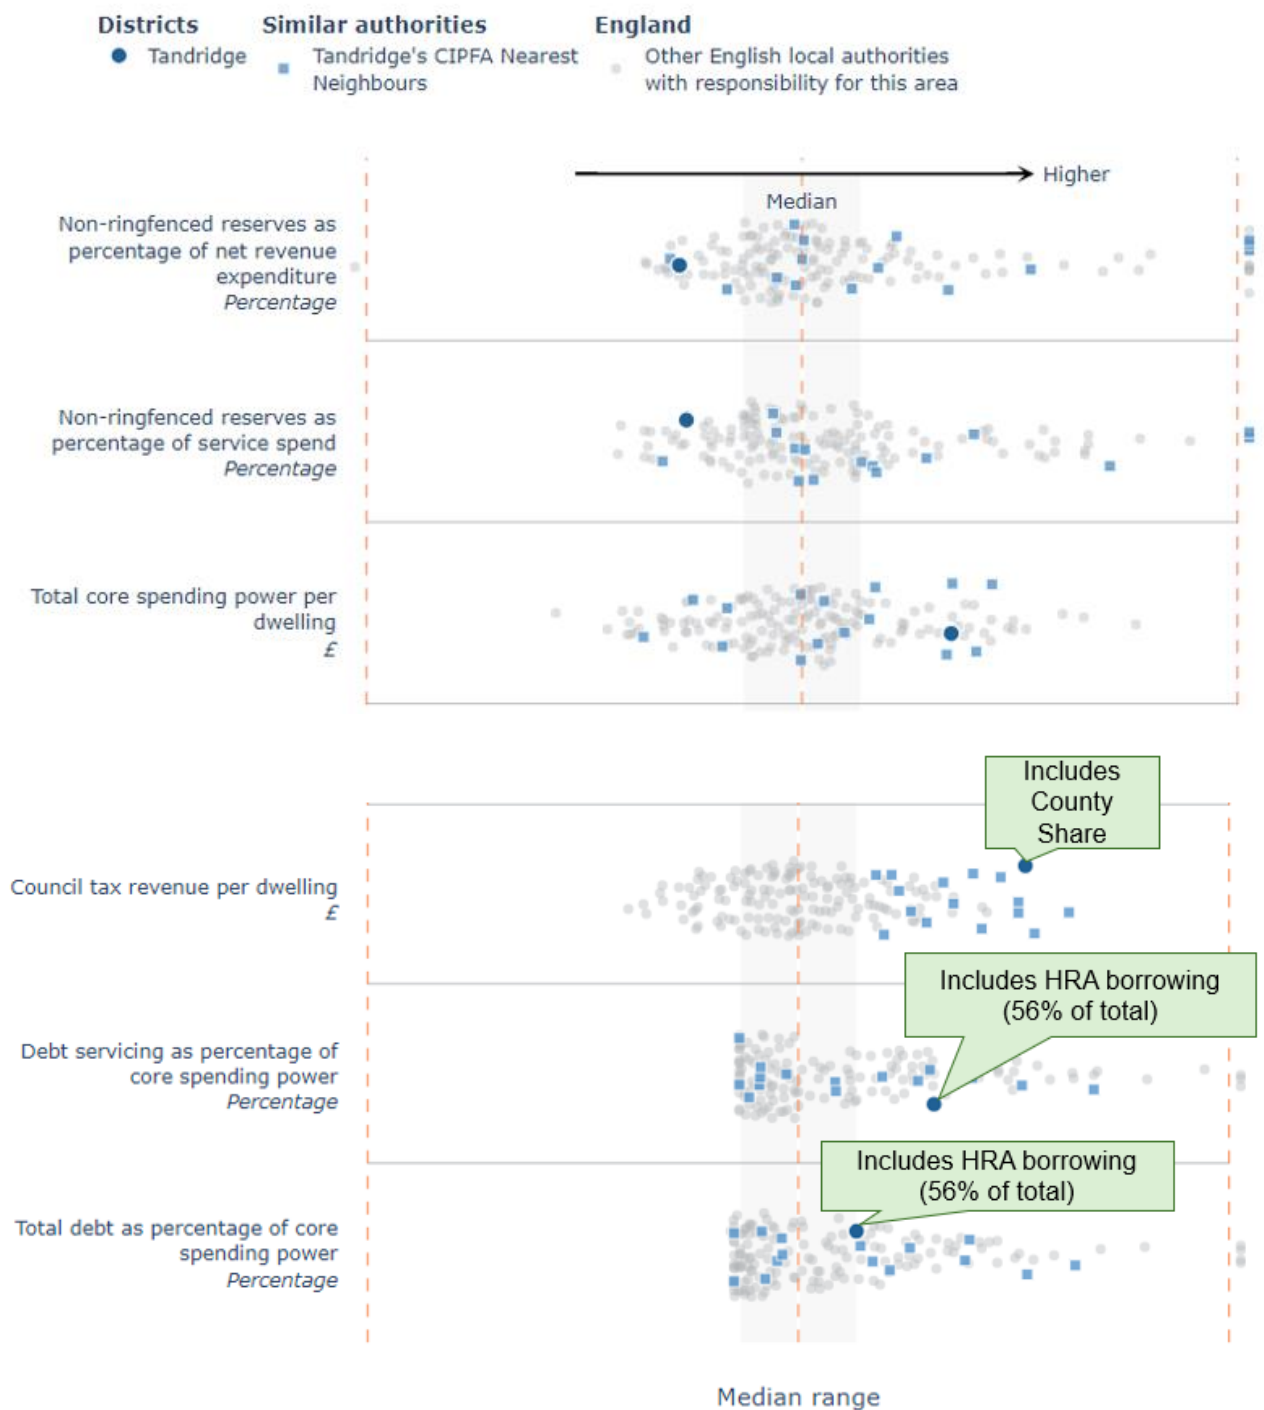 Districts
Tandridge
Similar authorities
Tandridge's CIPFA Nearest
Neighbours
England
Other English local authorities
with responsibility for this area
Higher
Median
Non-ringfenced reserves as
percentage of net revenue
expenditure
Percentage
Non-ringfenced reserves as
percentage of service spend
Percentage
Total core spending power per
dwelling
£
Includes
County
Share
Council tax revenue per dwelling
£
Includes HRA borrowing
(56% of total)
Debt servicing as percentage of
core spending power
Percentage
Includes HRA borrowing
(56% of total)
Total debt as percentage of core
spending power
Percentage
Median range